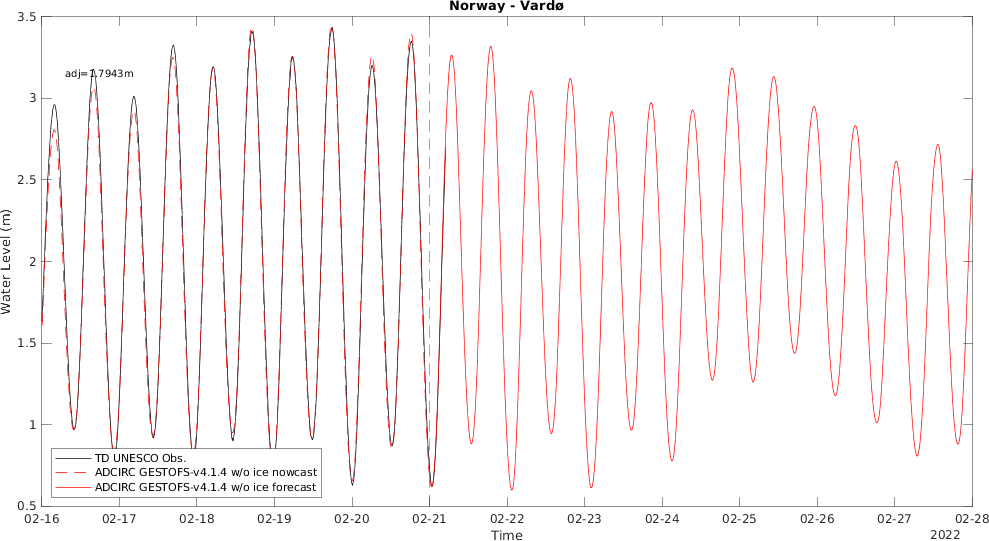 Norway - Vardø
3.5
adj=1.7943m
3
2.5
2
1.5
1
0.5
Water Level (m)
TD UNESCO Obs.
ADCIRC GESTOFS-v4.1.4 w/o ice nowcast
ADCIRC GESTOFS-v4.1.4 w/o ice forecast
02-16 02-17 02-18 02-19 02-20 02-21 02-22 02-23 02-24 02-25 02-26 02-27 02-28
Time
2022